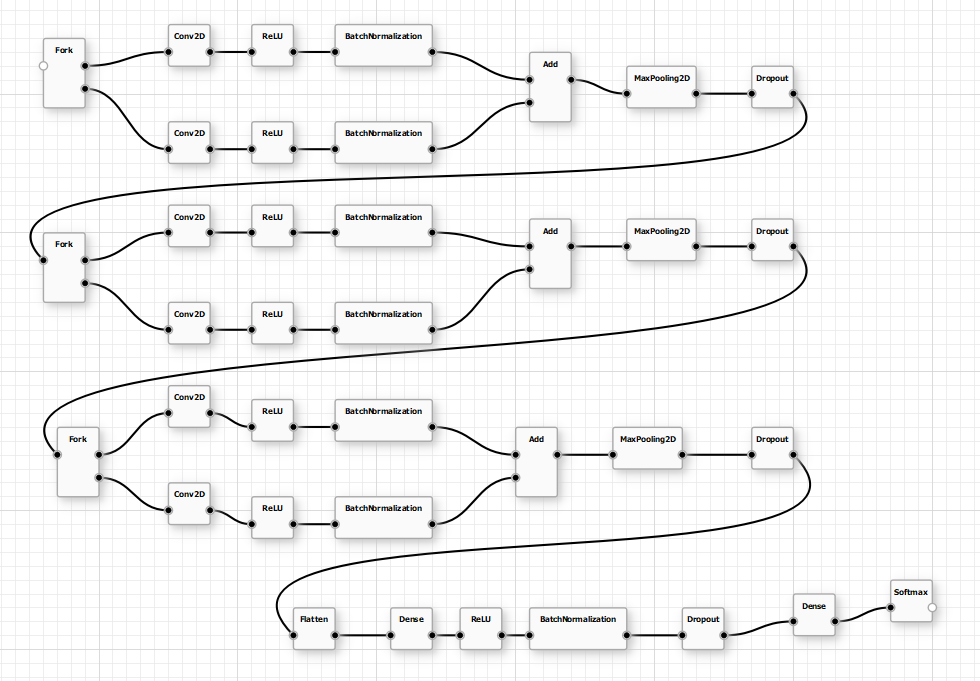 Fork
Conv2D
ReLU
BatchNormalization
Add
MaxPooling2D
Dropout
Conv2D
ReLU
BatchNormalization
Fork
Conv2D
ReLU
BatchNormalization
Add
MaxPooling2D
Dropout
Conv2D
ReLU
BatchNormalization
Fork
Conv2D
ReLU
BatchNormalization
Add
MaxPooling2D
Dropout
Conv2D
ReLU
BatchNormalization
Flatten
Dense
ReLU
BatchNormalization
Dropout
Dense
Softmax